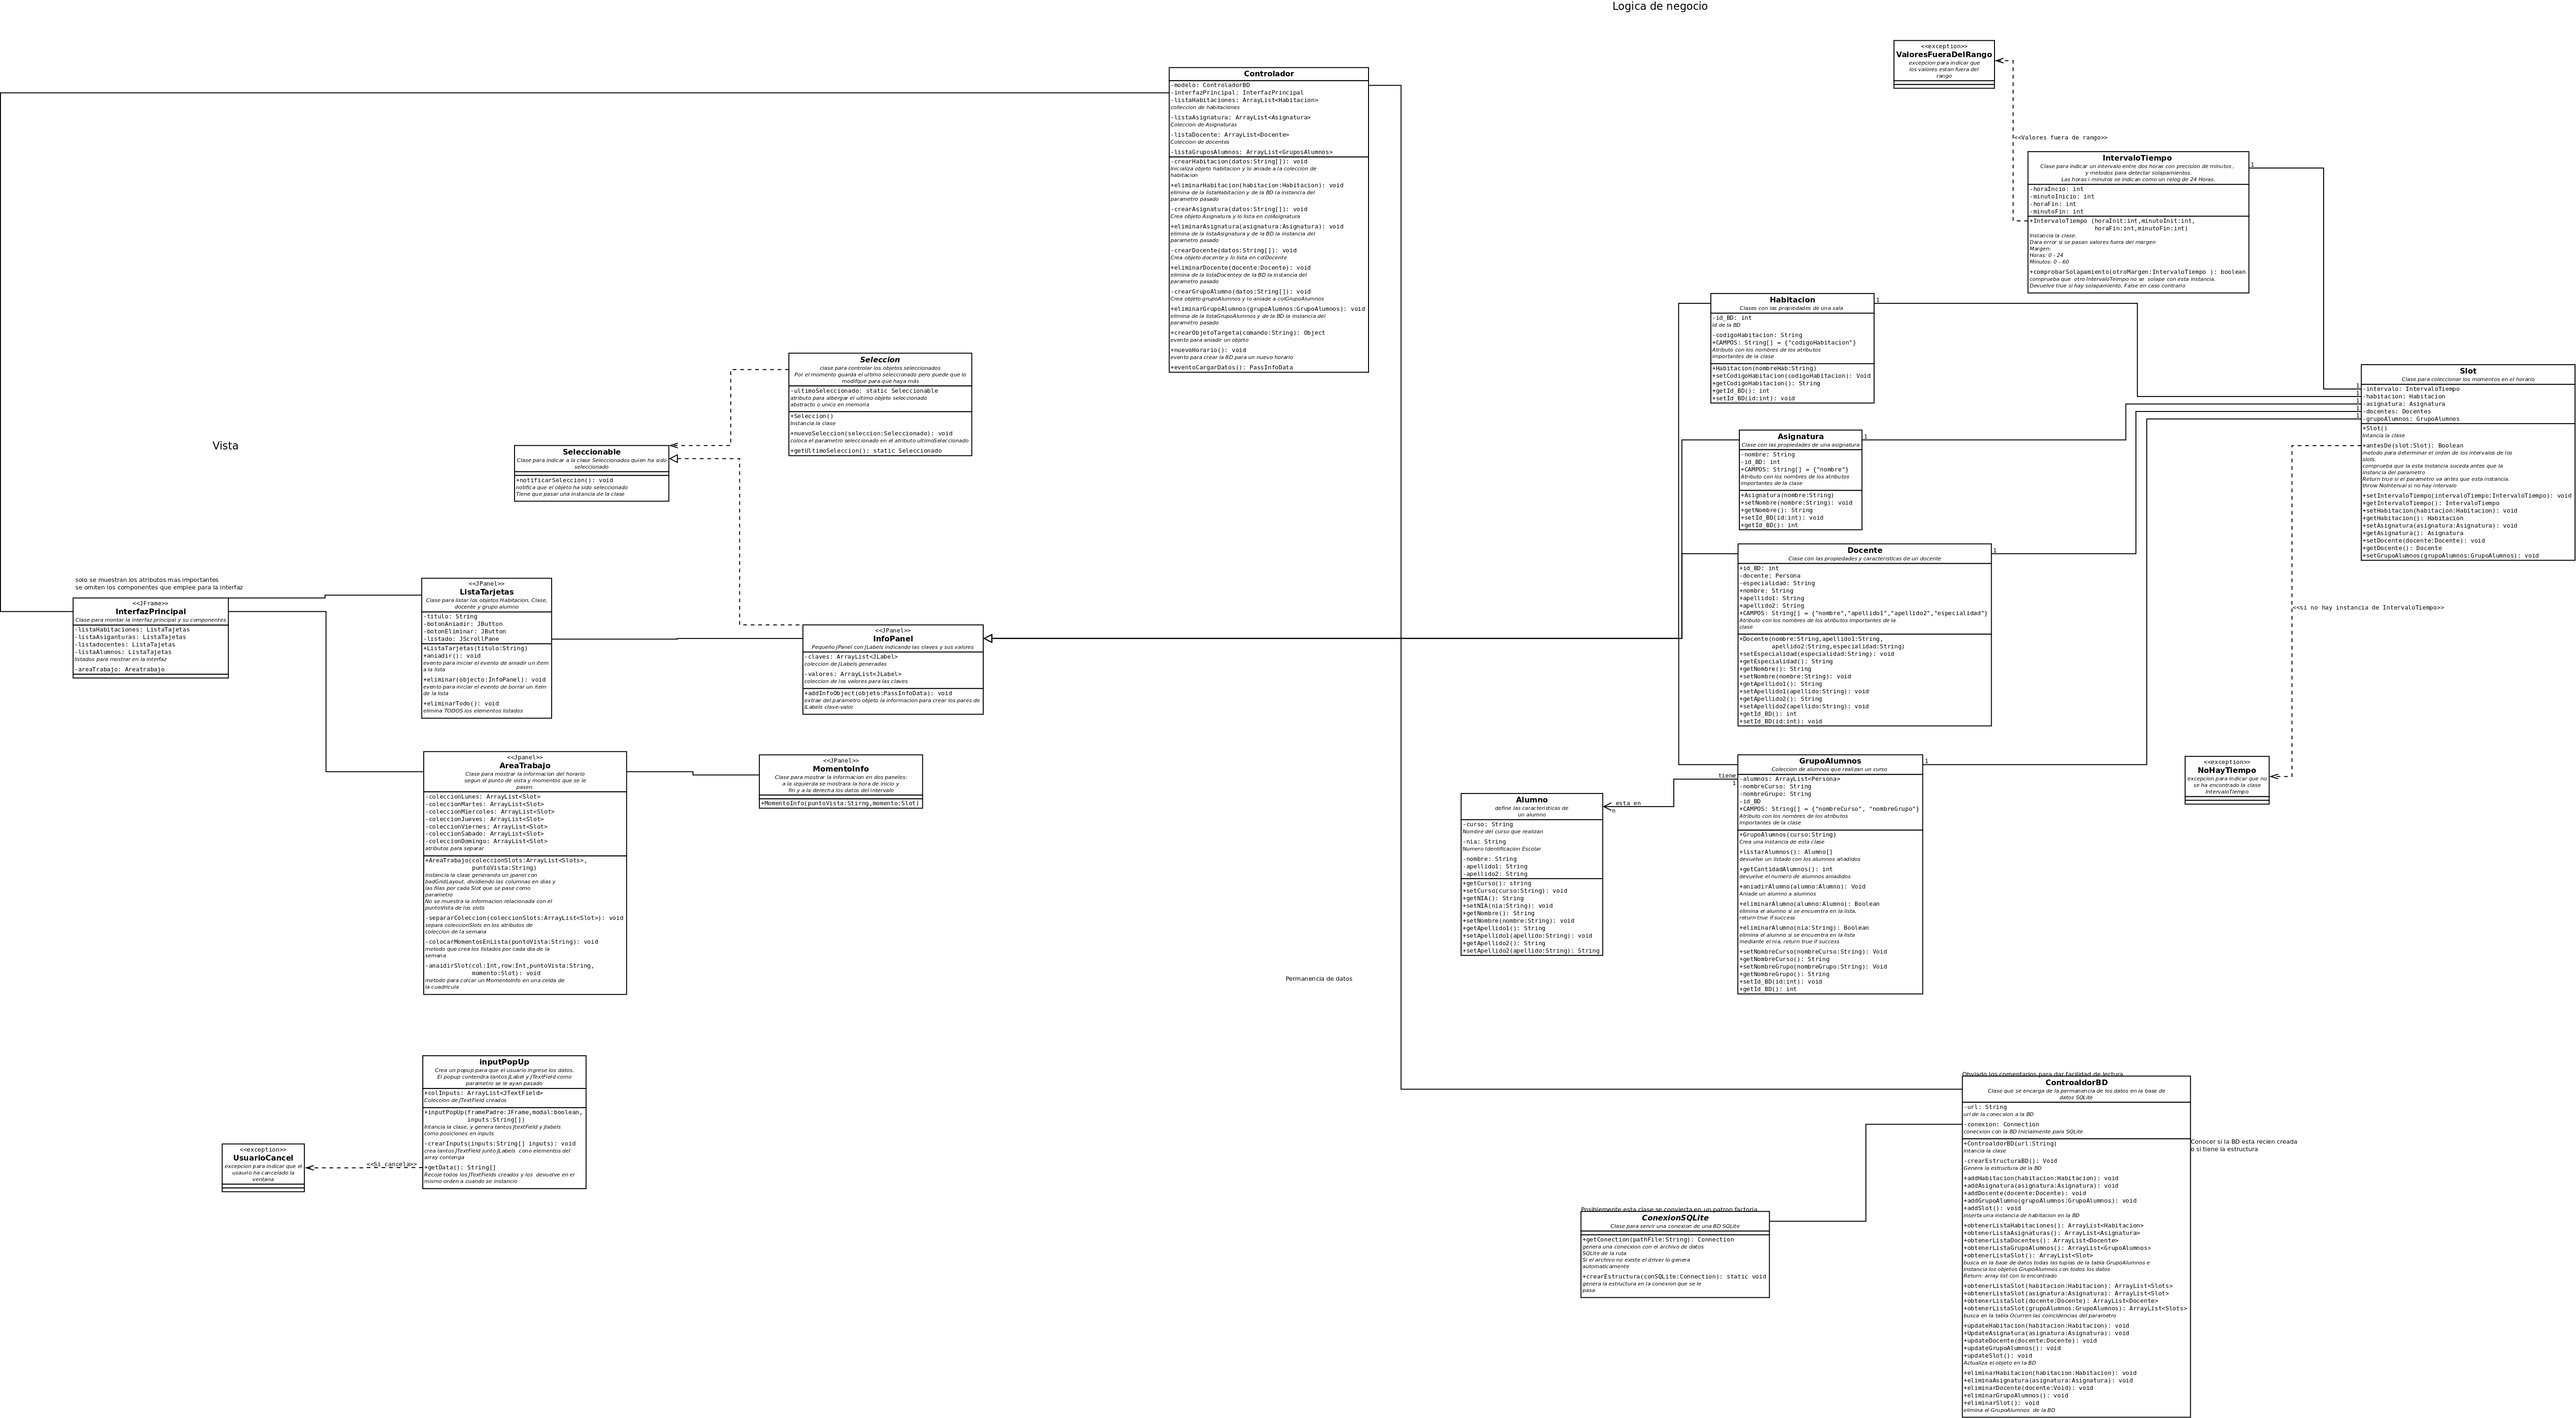 Logica de negocio
<<exception>>
ValoresFueraDelRango
excepcion para indicar que
los valores estan fuera del
rango
<<Valores fuera de rango>>
Controlador
-modelo: ControladorBD
-interfazPrincipal: InterfazPrincipal
-listaHabitaciones: ArrayList<Habitacion>
colleccion de habitaciones
-listaAsignatura: ArrayList<Asignatura>
Coleccion de Asignaturas
-listaDocente: ArrayList<Docente>
Coleccion de docentes
-listaGruposAlumnos: ArrayList<GruposAlumnos>
-crearHabitacion(datos:String[]): void
Inicializa objeto habitacion y lo aniade a la coleccion de
habitacion
+eliminarHabitacion(habitacion:Habitacion): void
elimina de la listaHabitacion y de la BD la instancia del
parametro pasado
-crearAsignatura(datos:String[]): void
Crea objeto Asignatura y lo lista en colAsignatura
+eliminarAsignatura(asignatura:Asignatura): void
elimina de la listaAsignatura y de la BD la instancia del
parametro pasado
-crearDocente(datos:String[]): void
Crea objeto docente y lo lista en colDocente
+eliminarDocente(docente:Docente): void
elimina de la listaDocentey de la BD la instancia del
parametro pasado
-crearGrupoAlumno(datos:String[]): void
Crea objeto grupoAlumnos y lo aniade a colGrupoAlumnos
+eliminarGrupoAlumnos(grupoAlumnos:GrupoAlumnos): void
elimina de la listaGrupoAlumnos y de la BD la instancia del
parametro pasado
+crearObjetoTargeta(comando:String): Object
evento para aniadir un objeto
+nuevoHorario(): void
evento para crear la BD para un nuevo horario
+eventoCargarDatos(): PassInfoData
IntervaloTiempo
Clase para indicar un intervalo entre dos horas con precision de minutos ,
y metodos para detectar solapamientos.
Las horas i minutos se indican como un relog de 24 Horas.
-horaIncio: int
-minutoInicio: int
-horaFin: int
-minutoFin: int
+IntervaloTiempo (horaInit:int,minutoInit:int,
horaFin:int,minutoFin:int)
Instancia la clase.
Dara error si se pasan valores fuera del margen
Margen:
Horas: 0 - 24
Minutos: 0 - 60
+comprobarSolapamiento(otroMargen:IntervaloTiempo ): boolean
comprueba que  otro IntervaloTeimpo no se  solape con esta instancia.
Devuelve true si hay solapamiento, False en caso contrario
1
Habitacion
Clases con las propiedades de una sala
-id_BD: int
id de la BD
-codigoHabitacion: String
+CAMPOS: String[] = {"codigoHabitacion"}
Atributo con los nombres de los atributos
importantes de la clase
+Habitacion(nombreHab:String)
+setCodigoHabitacion(codigoHabitacion): Void
+getCodigoHabitacion(): String
+getId_BD(): int
+setId_BD(id:int): void
1
Slot
Clase para coleccionar los momentos en el horario
-intervalo: IntervaloTiempo
-habitacion: Habitacion
-asignatura: Asignatura
-docentes: Docentes
-grupoAlumnos: GrupoAlumnos
+Slot()
Intancia la clase
+antesDe(slot:Slot): Boolean
metodo para determinar el orden de los intervalos de los
slots.
comprueba que la esta instancia suceda antes que la
instancia del parametro
Return true si el parametro va antes que esta instancia.
throw NoInterval si no hay intervalo
+setIntervaloTiempo(intervaloTiempo:IntervaloTiempo): void
+getIntervaloTiempo(): IntervaloTiempo
+setHabitacion(habitacion:Habitacion): void
+getHabitacion(): Habitacion
+setAsignatura(asignatura:Asignatura): void
+getAsignatura(): Asignatura
+setDocente(docente:Docente): void
+getDocente(): Docente
+setGrupoAlumnos(grupoAlumnos:GrupoAlumnos): void
1
1
1
1
1
Seleccion
clase para controlar los objetos seleccionados
Por el momento guarda el ultimo seleccionado pero puede que lo
modifque para que haya más
-ultimoSeleccionado: static Seleccionable
atributo para albergar el ultimo objeto seleccionado
abstracto o unico en memoria
+Seleccion()
Instancia la clase
+nuevoSeleccion(seleccion:Seleccionado): void
coloca el parametro seleccionado en el atributo ultimoSeleccionado
+getUltimoSeleccion(): static Seleccionado
Vista
Seleccionable
Clase para indicar a la clase Seleccionados quien ha sido
seleccionado
+notificarSeleccion(): void
notifica que el objeto ha sido seleccionado
Tiene que pasar una instancia de la clase
Asignatura
Clase con las propiedades de una asignatura
-nombre: String
-id_BD: int
+CAMPOS: String[] = {"nombre"}
Atributo con los nombres de los atributos
importantes de la clase
+Asignatura(nombre:String)
+setNombre(nombre:String): void
+getNombre(): String
+setId_BD(id:int): void
+getId_BD(): int
1
Docente
Clase con las propiedades y caracteristicas de un docente
+id_BD: int
-docente: Persona
-especialidad: String
+nombre: String
+apellido1: String
+apellido2: String
+CAMPOS: String[] = {"nombre","apellido1","apellido2","especialidad"}
Atributo con los nombres de los atributos importantes de la
clase
+Docente(nombre:String,apellido1:String,
apellido2:String,especialidad:String)
+setEspecialidad(especialidad:String): void
+getEspecialidad(): String
+getNombre(): String
+setNombre(nombre:String): void
+getApellido1(): String
+setApellido1(apellido:String): void
+getApellido2(): String
+setApellido2(apellido:String): void
+getId_BD(): int
+setId_BD(id:int): void
1
solo se muestran los atributos mas importantes
se omiten los componentes que emplee para la interfaz
<<JFrame>>
InterfazPrincipal
Clase para montar la interfaz principal y su componentes
-listaHabitaciones: ListaTajetas
-listaAsiganturas: ListaTajetas
-listadocentes: ListaTajetas
-listaAlumnos: ListaTajetas
listados para mostrar en la interfaz
-areaTrabajo: Areatrabajo
<<JPanel>>
ListaTarjetas
Clase para listar los objetos Habitacion, Clase,
docente y grupo alumno
-titulo: String
-botonAniadir: JButton
-botonEliminar: JButton
-listado: JScrollPane
+ListaTarjetas(titulo:String)
+aniadir(): void
evento para iniciar el evento de aniadir un item
a la lista
+eliminar(objecto:InfoPanel): void
evento para iniciar el evento de borrar un item
de la lista
+eliminarTodo(): void
elimina TODOS los elementos listados
<<JPanel>>
InfoPanel
Pequeño JPanel con JLabels indicando las claves y sus valores
-claves: ArrayList<JLabel>
coleccion de JLabels generadas
-valores: ArrayList<JLabel>
coleccion de los valores para las claves
+addInfoObject(objeto:PassInfoData): void
extrae del parametro objeto la informacion para crear los pares de
JLabels clave-valor
<<si no hay instancia de IntervaloTiempo>>
<<Jpanel>>
AreaTrabajo
Clase para mostrar la informacion del horario
segun el punto de vista y momentos que se le
pasen.
-coleccionLunes: ArrayList<Slot>
-coleccionMartes: ArrayList<Slot>
-coleccionMiercoles: ArrayList<Slot>
-coleccionJueves: ArrayList<Slot>
-coleccionViernes: ArrayList<Slot>
-coleccionSabado: ArrayList<Slot>
-coleccionDomingo: ArrayList<Slot>
atributos para separar
+AreaTrabajo(coleccionSlots:ArrayList<Slots>,
puntoVista:String)
instancia la clase generando un jpanel con
badGridLayout, dividiendo las columnas en dias y
las filas por cada Slot que se pase como
parametro
No se muestra la informacion relacionada con el
puntoVista de los slots
-separarColeccion(coleccionSlots:ArrayList<Slot>): void
separa coleccionSlots en los atributos de
coleccion de la semana
-colocarMomentosEnLista(puntoVista:String): void
metodo que crea los listados por cada dia de la
semana
-anaidirSlot(col:Int,row:Int,puntoVista:String,
momento:Slot): void
metodo para colcar un MomentoInfo en una celda de
la cuadricula
<<JPanel>>
MomentoInfo
Clase para mostrar la informacion en dos paneles:
a la izquierda se mostrara la hora de inicio y
fin y a la derecha los datos del intervalo
+MomentoInfo(puntoVista:Stirng,momento:Slot)
GrupoAlumnos
Coleccion de alumnos que realizan un curso
-alumnos: ArrayList<Persona>
-nombreCurso: String
-nombreGrupo: String
-id_BD
+CAMPOS: String[] = {"nombreCurso", "nombreGrupo"}
Atributo con los nombres de los atributos
importantes de la clase
+GrupoAlumnos(curso:String)
Crea una instancia de esta clase
+listarAlumnos(): Alumno[]
devuelve un listado con los alumnos añadidos
+getCantidadAlumnos(): int
devuelve el numero de alumnos aniadidos
+aniadirAlumno(alumno:Alumno): Void
Aniade un alumno a alumnos
+eliminarAlumno(alumno:Alumno): Boolean
elimina el alumno si se encuentra en la lista,
return true if success
+eliminarAlumno(nia:String): Boolean
elimina el alumno si se encuentra en la lista
mediante el nia, return true if success
+setNombreCurso(nombreCurso:String): Void
+getNombreCurso(): String
+setNombreGrupo(nombreGrupo:String): Void
+getNombreGrupo(): String
+setId_BD(id:int): void
+getId_BD(): int
1
tiene
1
esta en
n
Alumno
define las caracteristicas de
un alumno
-curso: String
Nombre del curso que realizan
-nia: String
Numero Identificacion Escolar
-nombre: String
-apellido1: String
-apellido2: String
+getCurso(): string
+setCurso(curso:String): void
+getNIA(): String
+setNIA(nia:String): void
+getNombre(): String
+setNombre(nombre:String): void
+getApellido1(): String
+setApellido1(apellido:String): void
+getApellido2(): String
+setApellido2(apellido:String): String
<<exception>>
NoHayTiempo
excepcion para indicar que no
se ha encontrado la clase
IntervaloTiempo
Permanencia de datos
inputPopUp
Crea un popup para que el usuario ingrese los datos.
El popup contendra tantos JLabel y JTextField como
parametro se le ayan pasado
+colInputs: ArrayList<JTextField>
Coleccion de JTextField creados
+inputPopUp(framePadre:JFrame,modal:boolean,
inputs:String[])
Intancia la clase, y genera tantos JtextField y Jlabels
como posiciones en inputs
-crearInputs(inputs:String[] inputs): void
crea tantos JTextField junto JLabels  cono elementos del
array contenga
+getData(): String[]
Recoje todos los JTextFields creados y los  devuelve en el
mismo orden a cuando se instancio
<<Si cancela>>
<<exception>>
UsuarioCancel
excepcion para indicar que el
usaurio ha cancelado la
ventana
Obviado los comentarios para dar facilidad de lectura
ControaldorBD
Clase que se encarga de la permanencia de los datos en la base de
datos SQLite
-url: String
url de la conecxion a la BD
-conexion: Connection
conecxion con la BD Inicialmente para SQLite
+ControaldorBD(url:String)
intancia la clase
-crearEstructuraBD(): Void
Genera la estructura de la BD
+addHabitacion(habitacion:Habitacion): void
+addAsignatura(asignatura:Asignatura): void
+addDocente(docente:Docente): void
+addGrupoAlumno(grupoAlumnos:GrupoAlumnos): void
+addSlot(): void
inserta una instancia de habitacion en la BD
+obtenerListaHabitaciones(): ArrayList<Habitacion>
+obtenerListaAsignaturas(): ArrayList<Asignatura>
+obtenerListaDocentes(): ArrayList<Docente>
+obtenerListaGrupoAlumnos(): ArrayList<GrupoAlumnos>
+obtenerListaSlot(): ArrayList<Slot>
busca en la base de datos todas las tuplas de la tabla GrupoAlumnos e
instancia los objetos GrupoAlumnos con todos los datos
Return: array list con lo encontrado
+obtenerListaSlot(habitacion:Habitacion): ArrayList<Slots>
+obtenerListaSlot(asignatura:Asignatura): ArrayList<Slot>
+obtenerListaSlot(docente:Docente): ArrayList<Docente>
+obtenerListaSlot(grupoAlumnos:GrupoAlumnos): ArrayList<Slots>
busca en la tabla Ocurren las coincidencias del parametro
+updateHabitacion(habitacion:Habitacion): void
+UpdateAsignatura(asignatura:Asignatura): void
+updateDocente(docente:Docente): void
+updateGrupoAlumnos(): void
+updateSlot(): void
Actualiza el objeto en la BD
+eliminarHabitacion(habitacion:Habitacion): void
+eliminaAsignatura(asignatura:Asignatura): void
+eliminarDocente(docente:Void): void
+eliminarGrupoAlumnos(): void
+eliminarSlot(): void
elimina el GrupoAlumnos  de la BD
Conocer si la BD esta recien creada
o si tiene la estructura
Posiblemente esta clase se convierta en un patron factoria
ConexionSQLite
Clase para servir una conexion de una BD SQLite
+getConection(pathFile:String): Connection
genera una conecxion con el archivo de datos
SQLite de la ruta
Si el archivo no existe el driver lo genera
automaticamente
+crearEstructura(conSQLite:Connection): static void
genera la estructura en la conexion que se le
pasa